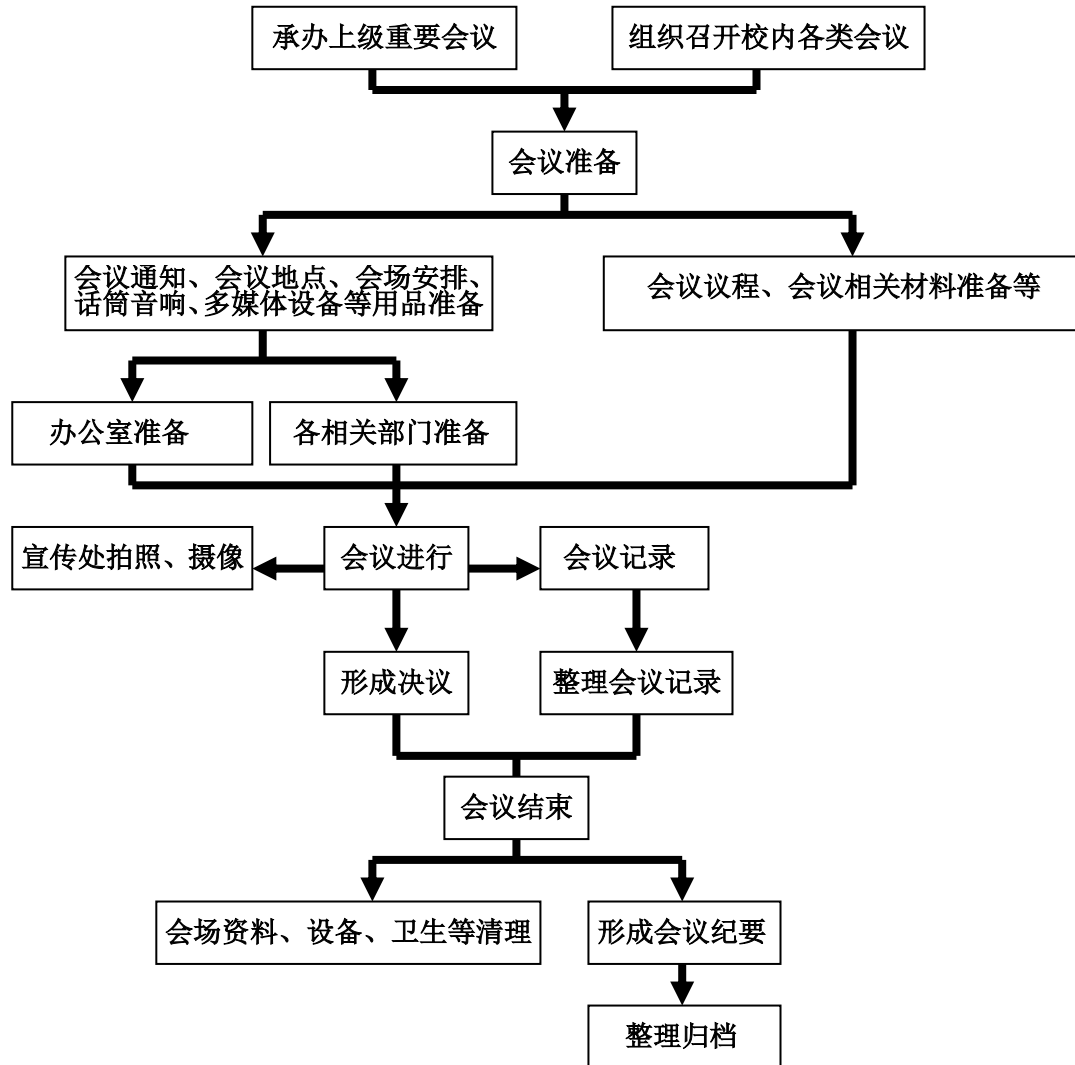 承办上级重要会议
组织召开校内各类会议
会议准备
会议通知、会议地点、会场安排、
话筒音响、多媒体设备等用品准备
会议议程、会议相关材料准备等
办公室准备
各相关部门准备
宣传处拍照、摄像
会议进行
会议记录
形成决议
整理会议记录
会议结束
会场资料、设备、卫生等清理
形成会议纪要
整理归档